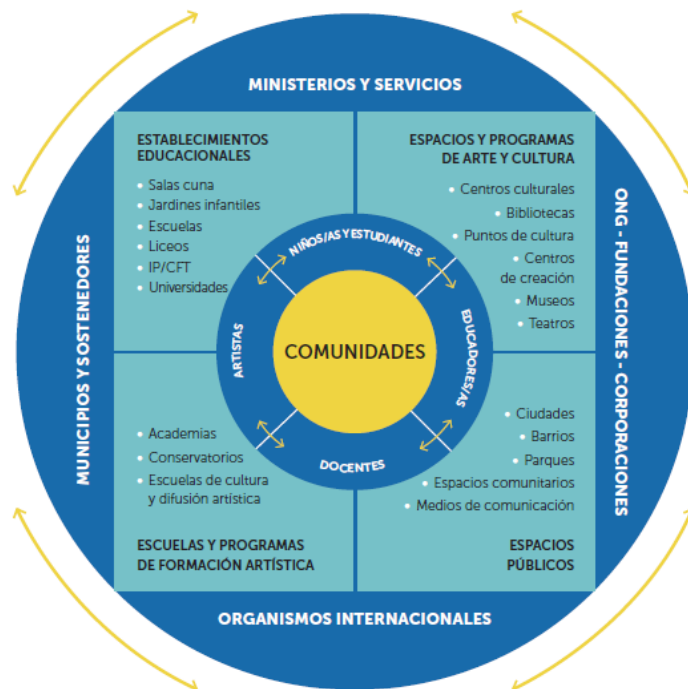 MINISTERIOS Y SERVICIOS
ESTABLECIMIENTOS
EDUCACIONALES
• Salas cuna
• Jardines infantiles
• Escuelas
• Liceos
• IP/CFT
• Universidades
ESPACIOS Y PROGRAMAS
DE ARTE Y CULTURA
• Centros culturales
• Bibliotecas
• Puntos de cultura
• Centros
de creación
• Museos
• Teatros
MUNICIPIOS Y SOSTENEDORES
ONG - FUNDACIONES - CORPORACIONES
NIÑOS/AS Y ESTUDIANTES
ARTISTAS
COMUNIDADES
EDUCADORES/AS
DOCENTES
• Academias
• Conservatorios
• Escuelas de cultura
y difusión artística
ESCUELAS Y PROGRAMAS
DE FORMACIÓN ARTÍSTICA
• Ciudades
• Barrios
• Parques
• Espacios comunitarios
• Medios de comunicación
ESPACIOS
PÚBLICOS
ORGANISMOS INTERNACIONALES